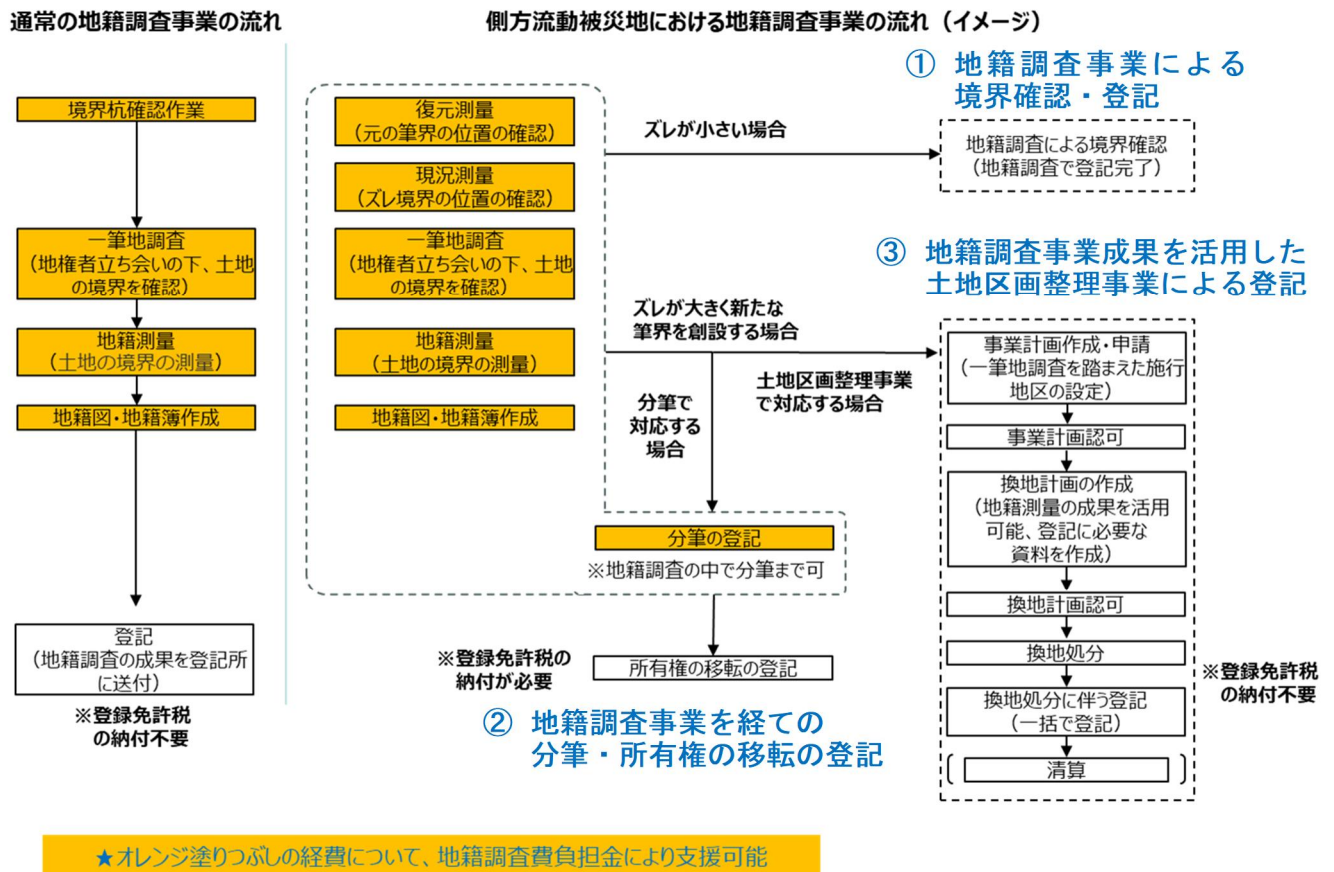 通常の地籍調査事業の流れ
境界杭確認作業
一筆地調査
（地権者立ち会いの下、土地
の境界を確認）
地籍測量
（土地の境界の測量）
地籍図・地籍簿作成
登記
（地籍調査の成果を登記所
に送付）
※登録免許税
の納付不要
側方流動被災地における地籍調査事業の流れ（イメージ）
復元測量
（元の筆界の位置の確認）
現況測量
（ズレ境界の位置の確認）
一筆地調査
（地権者立ち会いの下、土地
の境界を確認）
地籍測量
（土地の境界の測量）
地籍図・地籍簿作成
ズレが小さい場合
① 地籍調査事業による
境界確認・登記
地籍調査による境界確認
（地籍調査で登記完了）
ズレが大きく新たな
筆界を創設する場合
分筆で
対応する
場合
土地区画整理事業
で対応する場合
分筆の登記
※地籍調査の中で分筆まで可
※登録免許税の
納付が必要
所有権の移転の登記
② 地籍調査事業を経ての
分筆・所有権の移転の登記
③ 地籍調査事業成果を活用した
土地区画整理事業による登記
事業計画作成・申請
（一筆地調査を踏まえた施行
地区の設定）
事業計画認可
換地計画の作成
（地籍測量の成果を活用
可能、登記に必要な
資料を作成）
換地計画認可
換地処分
換地処分に伴う登記
（一括で登記）
清算
※登録免許税
の納付不要
★オレンジ塗りつぶしの経費について、地籍調査費負担金により支援可能